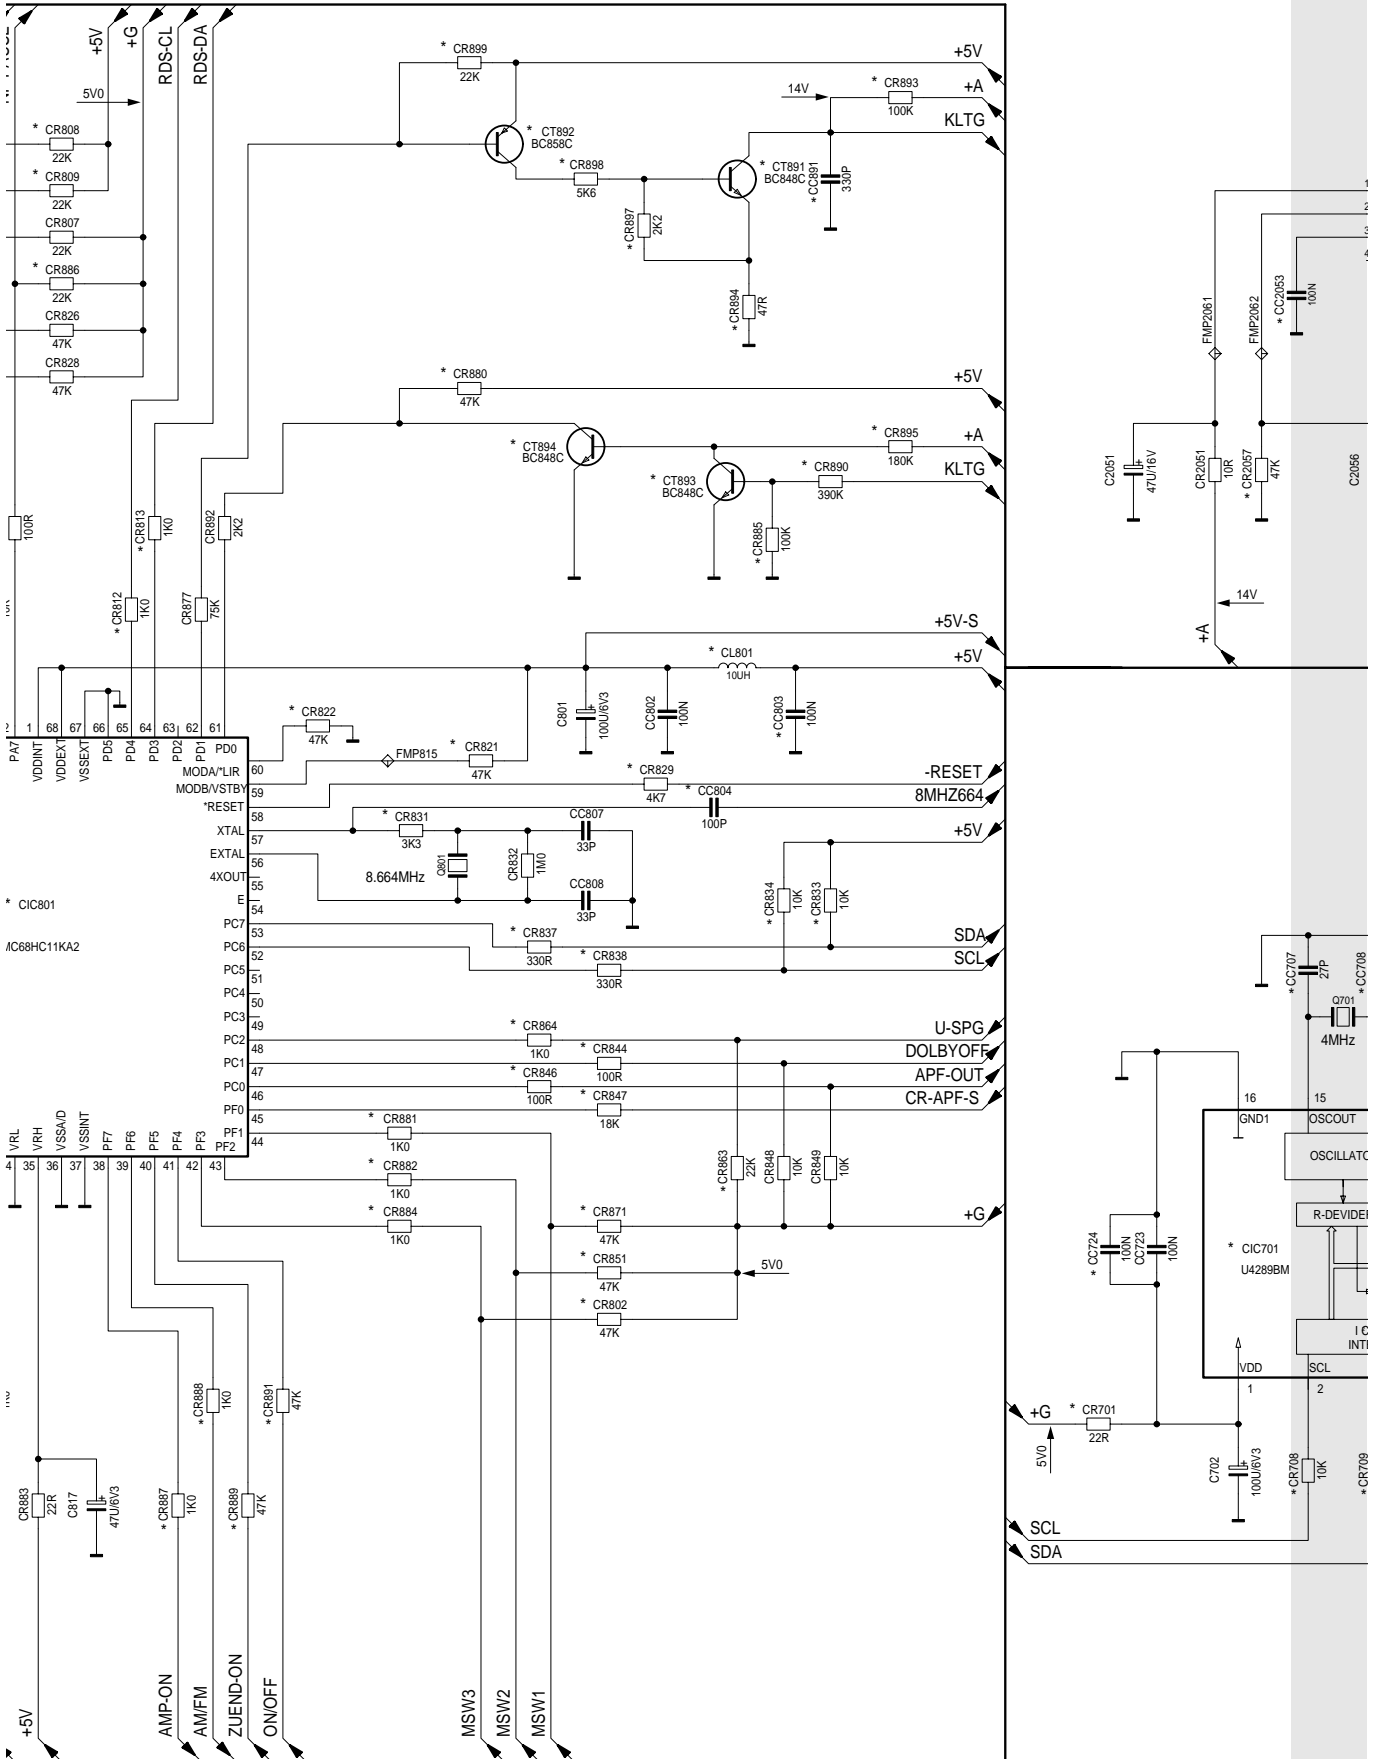 +5V
+G
RDS-CL
RDS-DA
5V0
* CR899
22K
+5V
14V
* CR893
100K
+A
KLTG
* CR808
22K
* CR809
22K
CR807
22K
* CR886
22K
CR826
47K
CR828
47K
* CT892
BC858C
* CR898
5K6
* CR897
2K2
* CT891
BC848C
* CC891
330P
* CR894
47R
1
2
3
4
* CC2053
100N
FMP2061
FMP2062
* CR880
47K
+5V
* CT894
BC848C
* CR895
180K
+A
* CT893
BC848C
* CR890
390K
KLTG
* CR885
100K
C2051
47U/16V
+
CR2051
10R
* CR2057
47K
C2056
14V
+A
100R
* CR813
1K0
CR892
2K2
* CR812
1K0
CR877
75K
+5V-S
+5V
* CL801
10UH
C801
100U/6V3
+
CC802
100N
* CC803
100N
2
1
68
67
66
65
64
63
62
61
PA7
VDDINT
VDDEXT
VSSEXT
PD5
PD4
PD3
PD2
PD1
PD0
* CR822
47K
MODA/*LIR
60
FMP815
* CR821
47K
MODB/VSTBY
59
* CR829
4K7
-RESET
*RESET
58
* CC804
100P
8MHZ664
XTAL
57
* CR831
3K3
CC807
33P
+5V
EXTAL
56
4XOUT
55
8.664MHz
Q801
CR832
1M0
CC808
33P
* CR834
10K
* CR833
10K
* CIC801
E
54
PC7
53
* CR837
330R
SDA
MC68HC11KA2
PC6
52
* CR838
330R
SCL
PC5
51
PC4
50
PC3
49
PC2
48
* CR864
1K0
U-SPG
PC1
47
* CR844
100R
DOLBYOFF
PC0
46
* CR846
100R
APF-OUT
PF0
45
* CR847
18K
CR-APF-S
PF1
44
* CR881
1K0
PF2
VRL
VRH
VSSA/D
VSSINT
PF7
PF6
PF5
PF4
PF3
4
35
36
37
38
39
40
41
42
43
* CR882
1K0
* CR884
1K0
* CR863
22K
CR848
10K
CR849
10K
* CR871
47K
+G
* CR851
47K
5V0
* CR802
47K
* CC707
27P
* CC708
Q701
4MHz
16
15
GND1
OSCOUT
R-DEVIDE
* CC724
100N
CC723
100N
* CIC701
U4289BM
VDD
SCL
1
2
+G
* CR701
22R
5V0
C702
100U/6V3
+
* CR708
10K
* CR709
SCL
SDA
* CR888
1K0
* CR891
47K
CR883
22R
C817
47U/6V3
+
* CR887
1K0
* CR889
47K
+5V
AMP-ON
AM/FM
ZUEND-ON
ON/OFF
MSW3
MSW2
MSW1